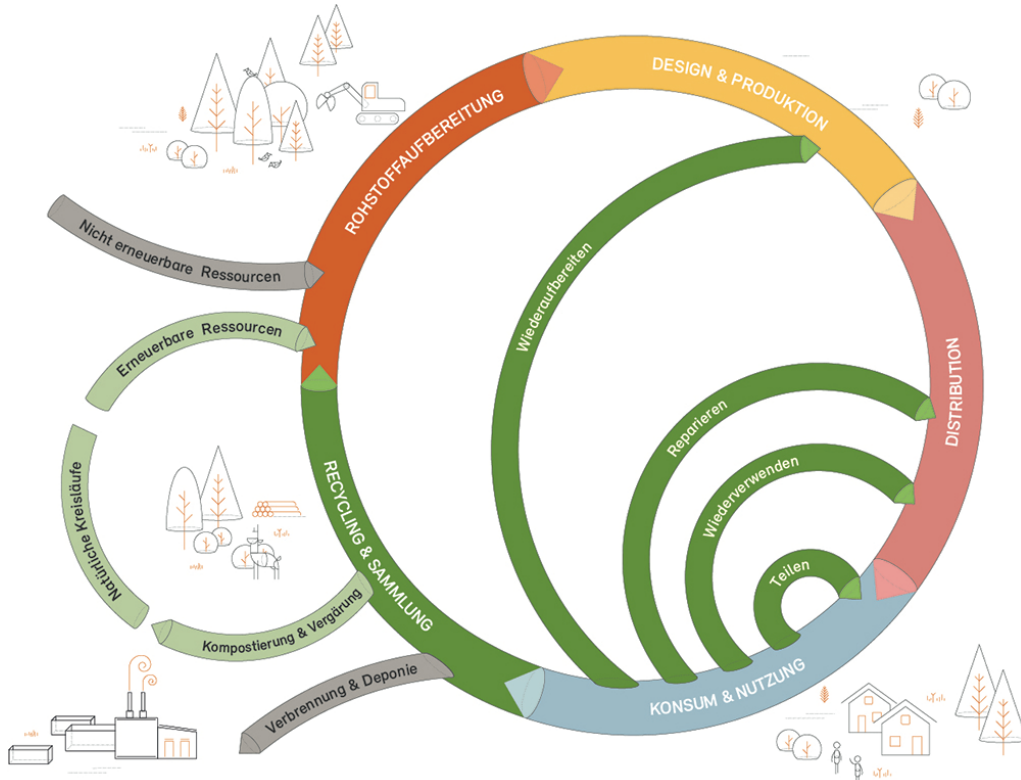 DESIGN & PRODUKTION
ROHSTOFFAUFBEREITUNG
Nicht erneuerbare Ressourcen
Erneuerbare Ressourcen
Wiederaufbereiten
DISTRIBUTION
Reparieren
Wiederverwenden
Teilen
Natürliche Kreisläufe
RECYCLING & SAMMLUNG
Kompostierung & Vergärung
Verbrennung & Deponie
KONSUM & NUTZUNG